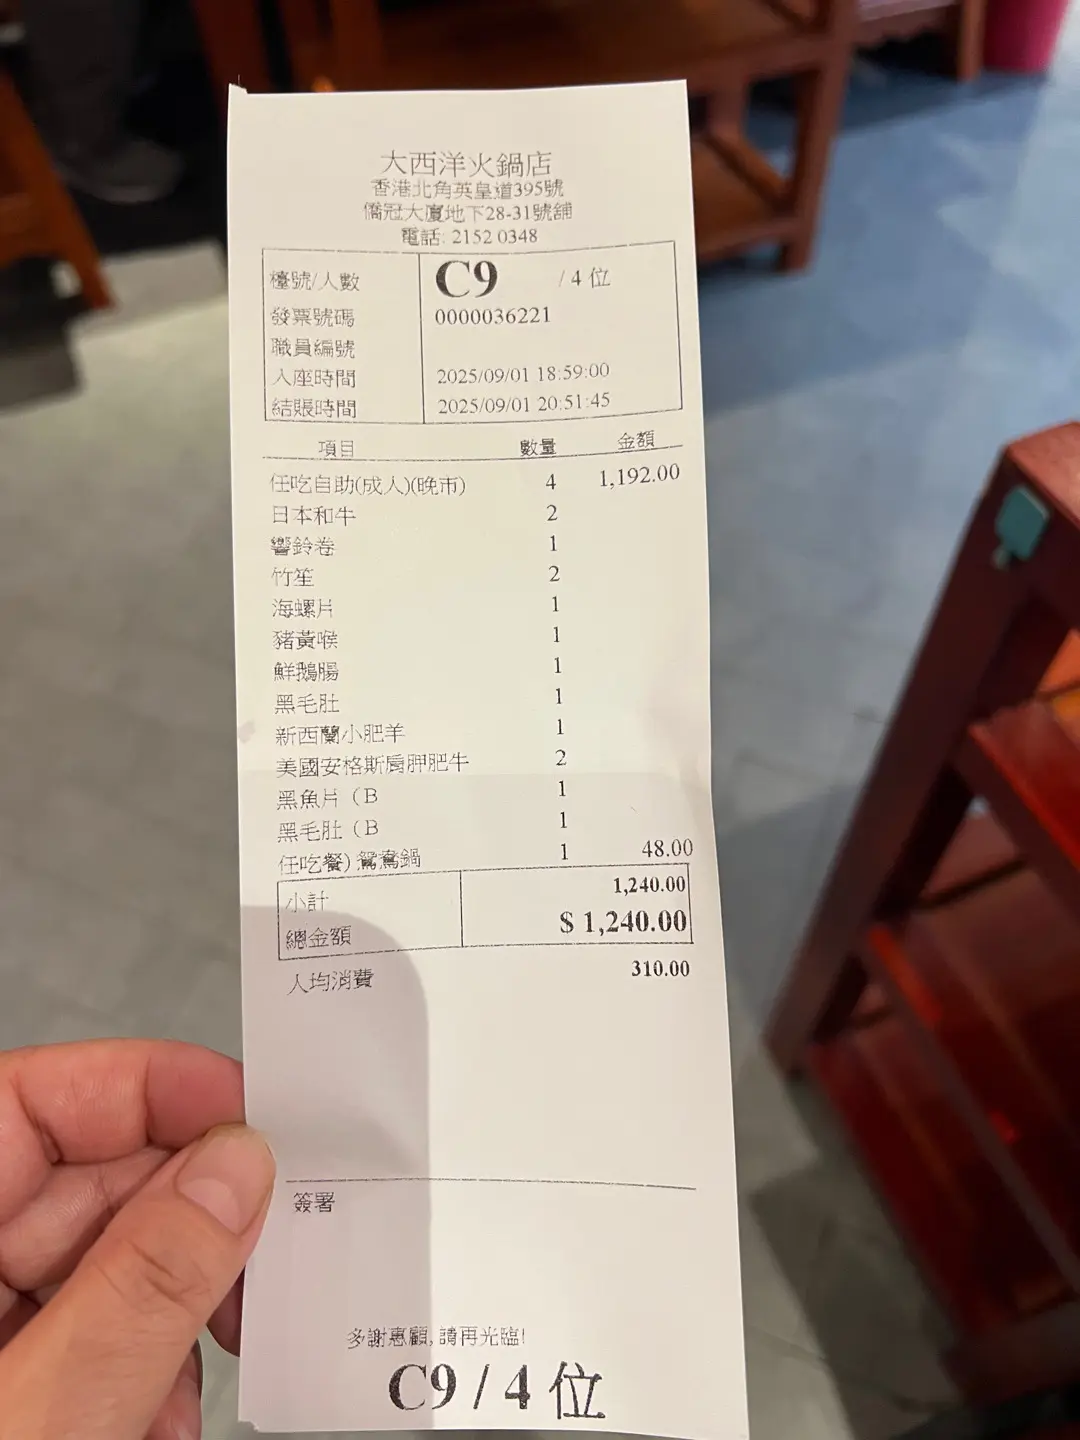 大西洋火鍋店
香港北角英皇道395號
僑冠大廈地下28-31號舖
電話: 2152 0348
檯號/人數 C9 / 4 位
發票號碼 0000036221
職員編號
入座時間 2025/09/01 18:59:00
結賬時間 2025/09/01 20:51:45
項目 數量 金額
任吃自助(成人)(晚市) 4 1,192.00
日本和牛 2
響鈴卷 1
竹笙 2
海螺片 1
豬黃喉 1
鮮鵝腸 1
黑毛肚 1
新西蘭小肥羊 1
美國安格斯肩胛肥牛 2
黑魚片（B 1
黑毛肚（B 1
任吃餐) 鴛鴦鍋 1 48.00
小計 1,240.00
總金額 $ 1,240.00
人均消費 310.00
簽署
多謝惠顧, 請再光臨!
C9 / 4 位